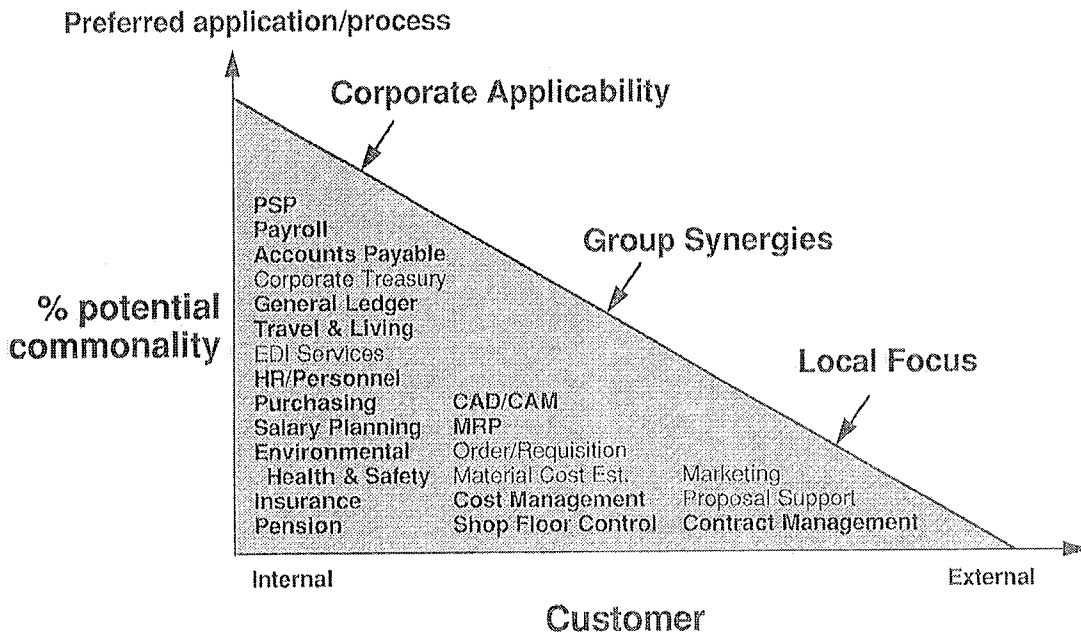 Preferred application/process
Corporate Applicability
Group Synergies
Local Focus
% potential
commonality
PSP
Payroll
Accounts Payable
Corporate Treasury
General Ledger
Travel & Living
EDI Services
HR/Personnel
Purchasing
Salary Planning
Environmental
Health & Safety
Insurance
Pension
CAD/CAM
MRP
Order/Requisition
Material Cost Est.
Cost Management
Shop Floor Control
Marketing
Proposal Support
Contract Management
Internal
External
Customer